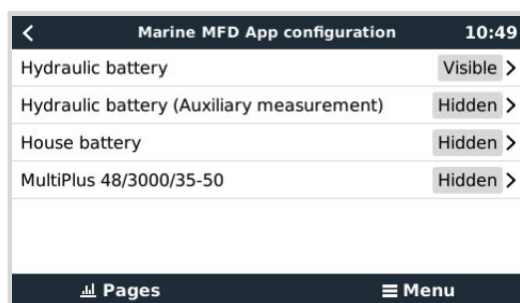 Marine MFD App configuration 10:49
Hydraulic battery Visible
Hydraulic battery (Auxiliary measurement) Hidden
House battery Hidden
MultiPlus 48/3000/35-50 Hidden
Pages Menu